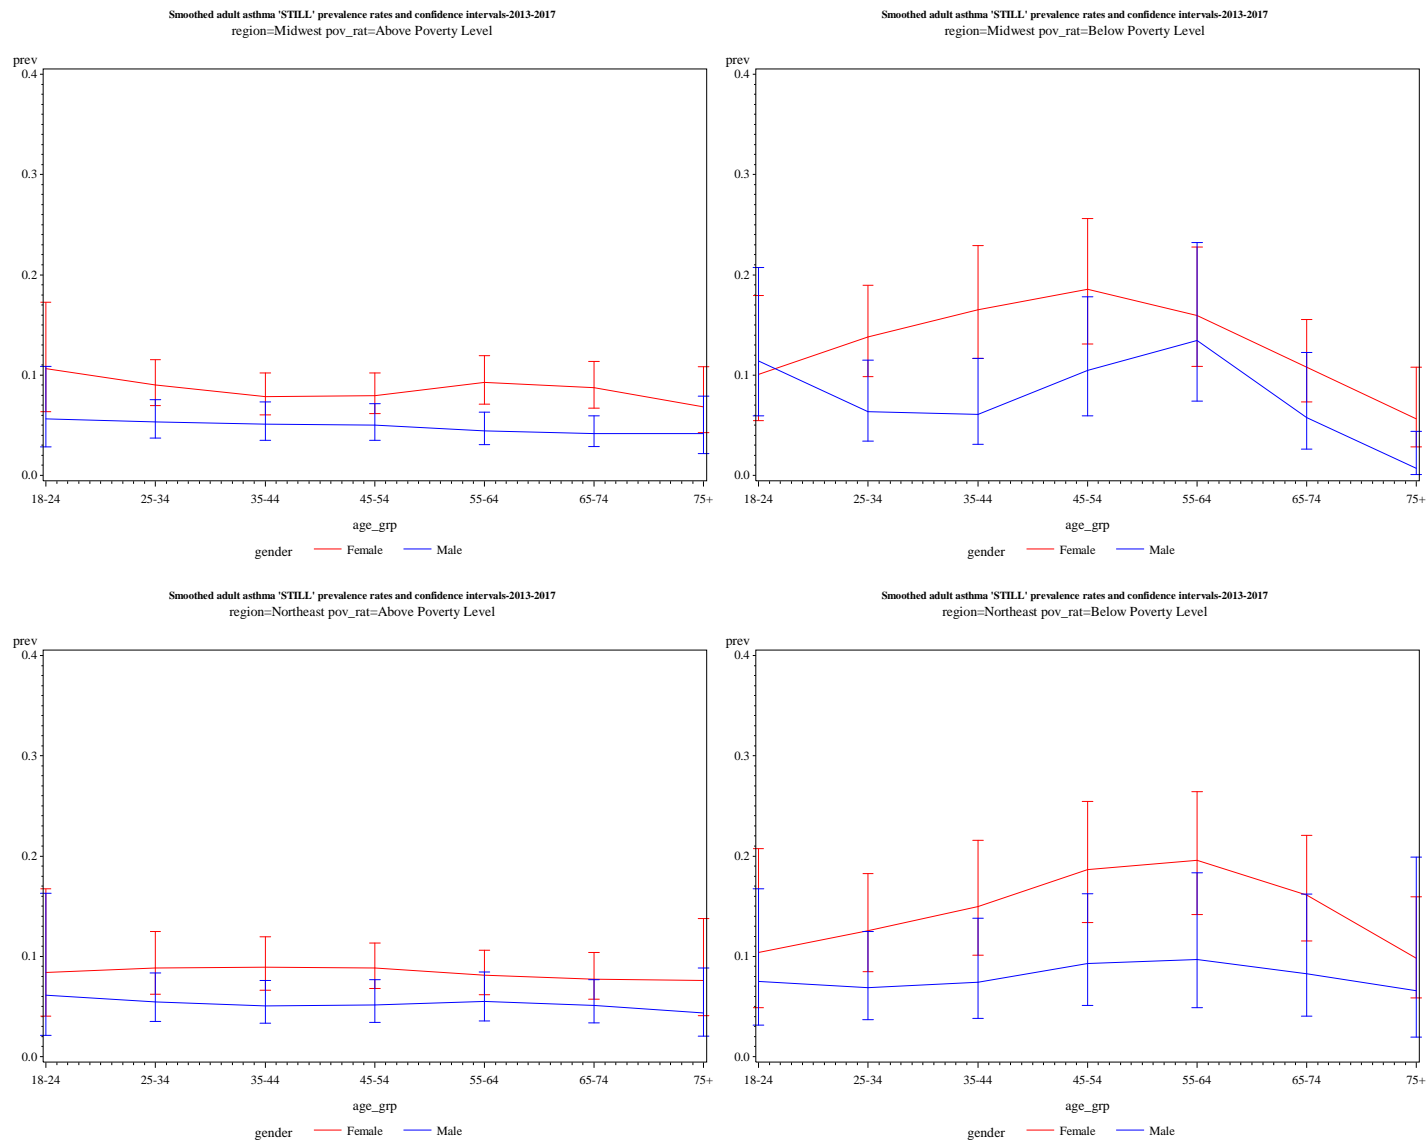 Smoothed adult asthma 'STILL' prevalence rates and confidence intervals-2013-2017
region=Midwest pov_rat=Above Poverty Level
prev
0.4
0.3
0.2
0.1
0.0
18-24 25-34 35-44 45-54 55-64 65-74 75+
age_grp
gender Female Male
Smoothed adult asthma 'STILL' prevalence rates and confidence intervals-2013-2017
region=Midwest pov_rat=Below Poverty Level
prev
0.4
0.3
0.2
0.1
0.0
18-24 25-34 35-44 45-54 55-64 65-74 75+
age_grp
gender Female Male
Smoothed adult asthma 'STILL' prevalence rates and confidence intervals-2013-2017
region=Northeast pov_rat=Above Poverty Level
prev
0.4
0.3
0.2
0.1
0.0
18-24 25-34 35-44 45-54 55-64 65-74 75+
age_grp
gender Female Male
Smoothed adult asthma 'STILL' prevalence rates and confidence intervals-2013-2017
region=Northeast pov_rat=Below Poverty Level
prev
0.4
0.3
0.2
0.1
0.0
18-24 25-34 35-44 45-54 55-64 65-74 75+
age_grp
gender Female Male